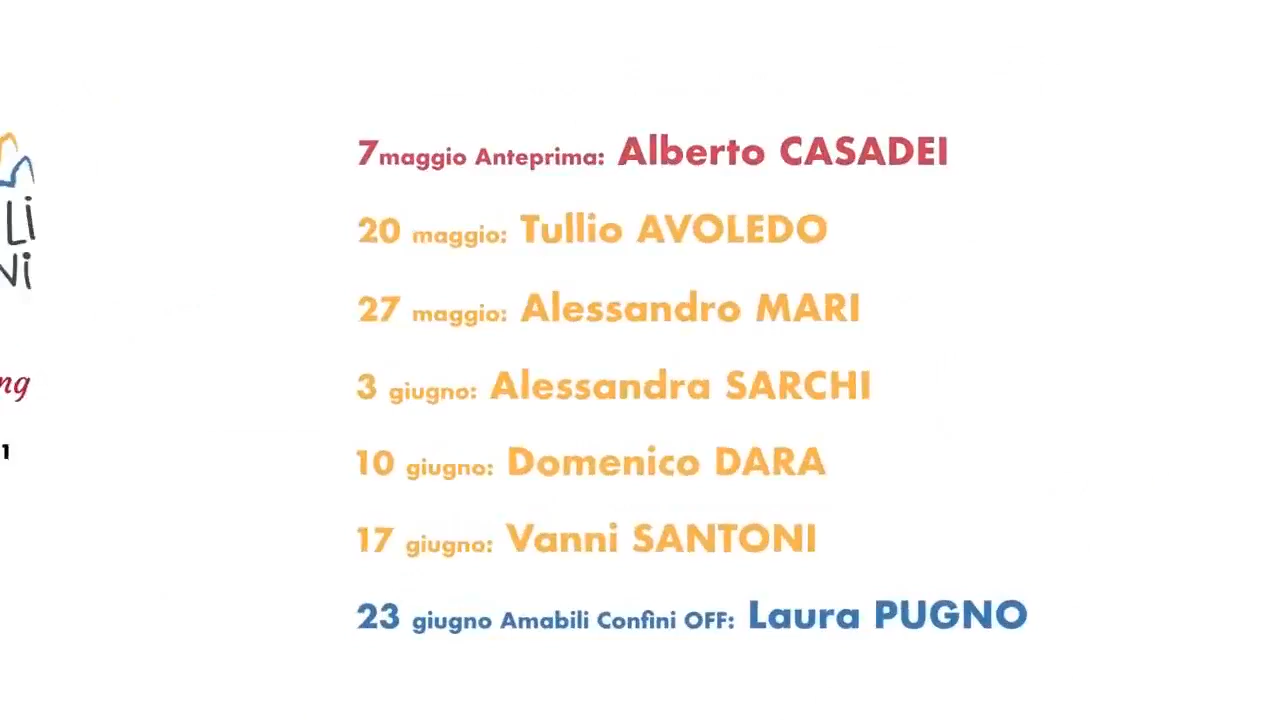 7maggio Anteprima: Alberto CASADEI
20 maggio: Tullio AVOLEDO
27 maggio: Alessandro MARI
3 giugno: Alessandra SARCHI
10 giugno: Domenico DARA
17 giugno: Vanni SANTONI
23 giugno Amabili Confini OFF: Laura PUGNO